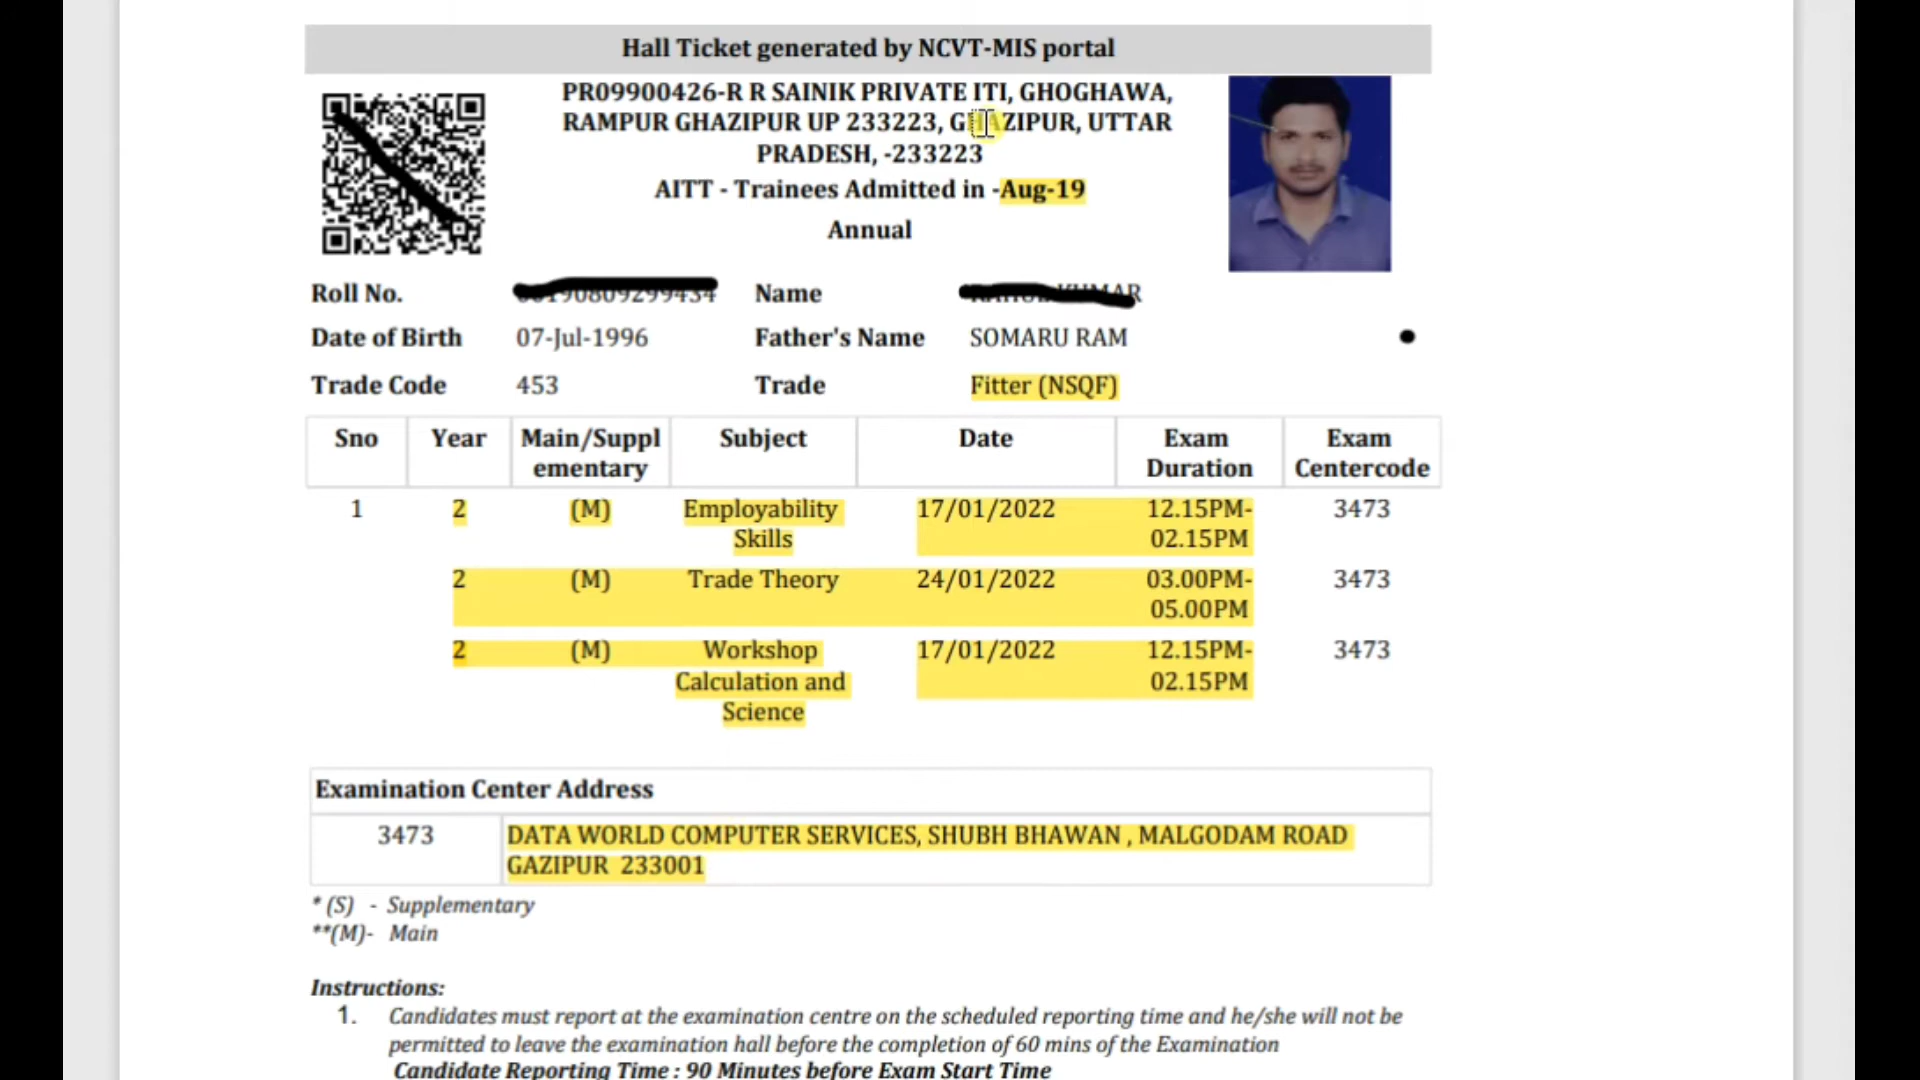 Hall Ticket generated by NCVT-MIS portal
PR09900426-R R SAINIK PRIVATE ITI, GHOGHAWA,
RAMPUR GHAZIPUR UP 233223, GHAZIPUR, UTTAR
PRADESH, -233223
AITT - Trainees Admitted in -Aug-19
Annual
Roll No. Name
Date of Birth 07-Jul-1996 Father's Name SOMARU RAM
Trade Code 453 Trade Fitter (NSQF)
Sno Year Main/Suppl Subject Date Exam Exam
ementary Duration Centercode
1 2 (M) Employability 17/01/2022 12.15PM- 3473
Skills 02.15PM
2 (M) Trade Theory 24/01/2022 03.00PM- 3473
05.00PM
2 (M) Workshop 17/01/2022 12.15PM- 3473
Calculation and 02.15PM
Science
Examination Center Address
3473 DATA WORLD COMPUTER SERVICES, SHUBH BHAWAN , MALGODAM ROAD
GAZIPUR 233001
* (S) - Supplementary
**(M)- Main
Instructions:
1. Candidates must report at the examination centre on the scheduled reporting time and he/she will not be
permitted to leave the examination hall before the completion of 60 mins of the Examination
Candidate Reporting Time : 90 Minutes before Exam Start Time